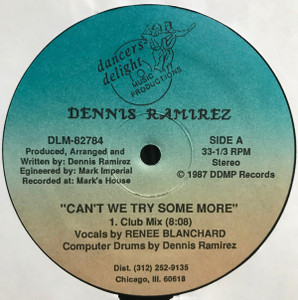 dancers' delight
MUSIC PRODUCTIONS
DENNIS RAMIREZ
DLM-82784
SIDE A
Produced, Arranged and
33-1/3 RPM
Written by: Dennis Ramirez
Stereo
Egineered by: Mark Imperial
© 1987 DDMP Records
Recorded at: Mark's House
"CAN'T WE TRY SOME MORE"
1. Club Mix (8:08)
Vocals by RENEE BLANCHARD
Computer Drums by Dennis Ramirez
Dist. (312) 252-9135
Chicago, Ill. 60618